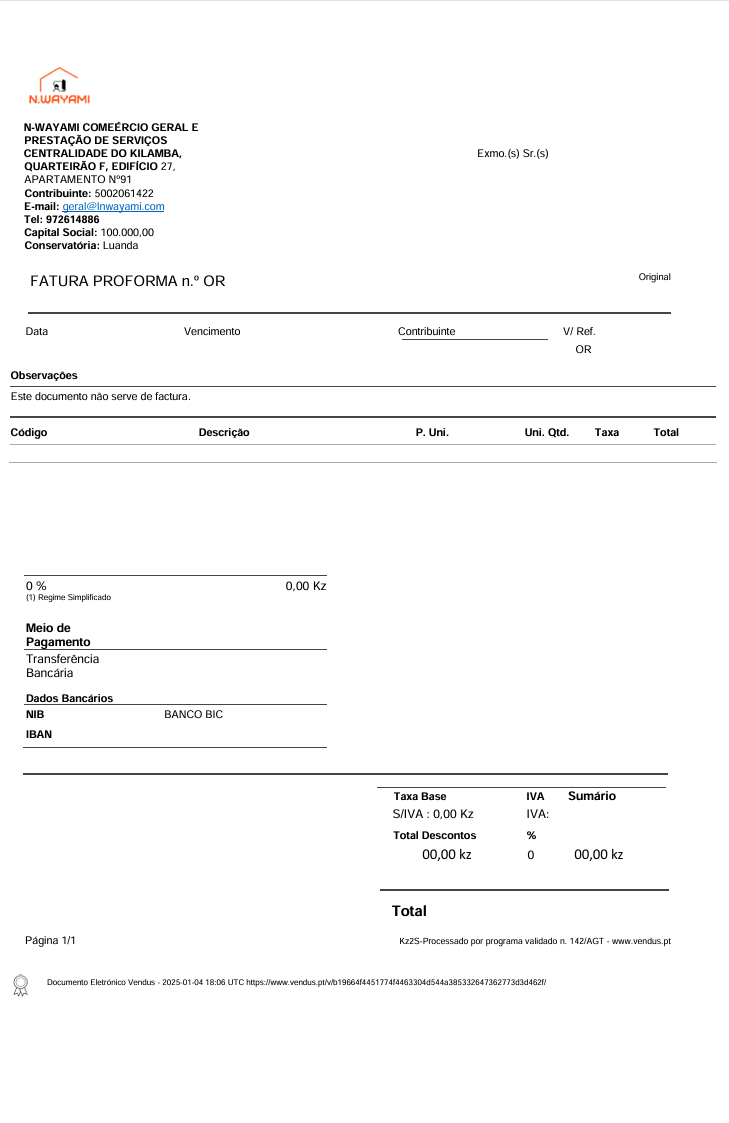 N.WAYAMI
N-WAYAMI COMEÉRCIO GERAL E
PRESTAÇÃO DE SERVIÇOS
CENTRALIDADE DO KILAMBA,
QUARTEIRÃO F, EDIFÍCIO 27,
APARTAMENTO Nº91
Contribuinte: 5002061422
E-mail: geral@lnwayami.com
Tel: 972614886
Capital Social: 100.000,00
Conservatória: Luanda
Exmo.(s) Sr.(s)
FATURA PROFORMA n.º OR
Original
Data Vencimento Contribuinte V/ Ref.
OR
Observações
Este documento não serve de factura.
Código Descrição P. Uni. Uni. Qtd. Taxa Total
0 % 0,00 Kz
(1) Regime Simplificado
Meio de
Pagamento
Transferência
Bancária
Dados Bancários
NIB BANCO BIC
IBAN
Taxa Base IVA Sumário
S/IVA : 0,00 Kz IVA:
Total Descontos %
00,00 kz 0 00,00 kz
Total
Página 1/1
Kz2S-Processado por programa validado n. 142/AGT - www.vendus.pt
Documento Eletrónico Vendus - 2025-01-04 18:06 UTC https://www.vendus.pt/v/b19664f4451774f4463304d544a385332647362773d3d462f/